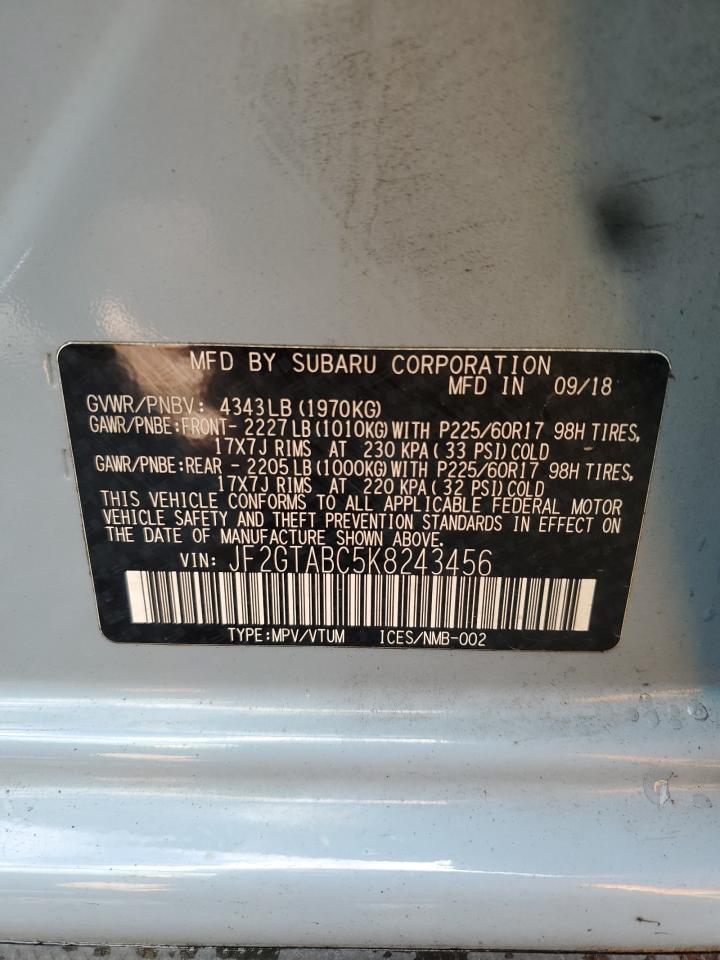 MFD BY SUBARU CORPORATION
MFD IN 09/18
GVWR/PNBV: 4343LB(1970KG)
GAWR/PNBE:FRONT- 2227LB(1010KG)WITH P225/60R17 98H TIRES,
17X7J RIMS AT 230 KPA(33 PSI)COLD
GAWR/PNBE:REAR - 2205LB(1000KG)WITH P225/60R17 98H TIRES,
17X7J RIMS AT 220 KPA(32 PSI)COLD
THIS VEHICLE CONFORMS TO ALL APPLICABLE FEDERAL MOTOR
VEHICLE SAFETY AND THEFT PREVENTION STANDARDS IN EFFECT ON
THE DATE OF MANUFACTURE SHOWN ABOVE.
VIN: JF2GTABC5K8243456
TYPE:MPV/VTUM ICES/NMB-002